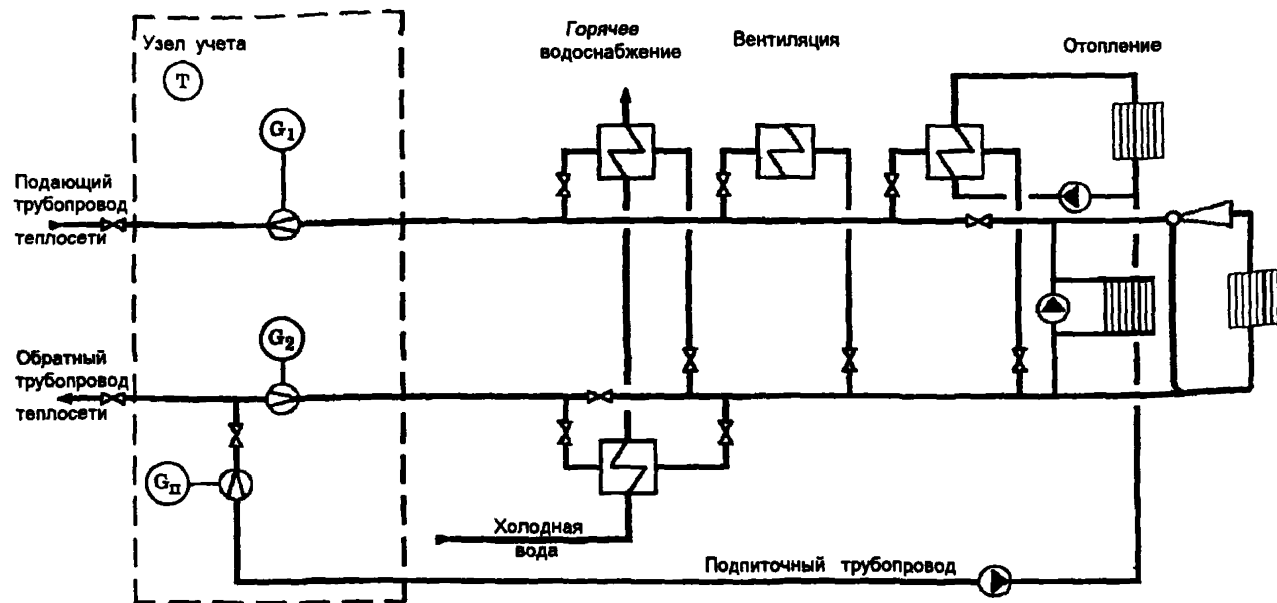 Узел учета
T
G1
Горячее
водоснабжение
Вентиляция
Отопление
Подающий
трубопровод
теплосети
G2
Обратный
трубопровод
теплосети
Gп
Холодная
вода
Подпиточный трубопровод